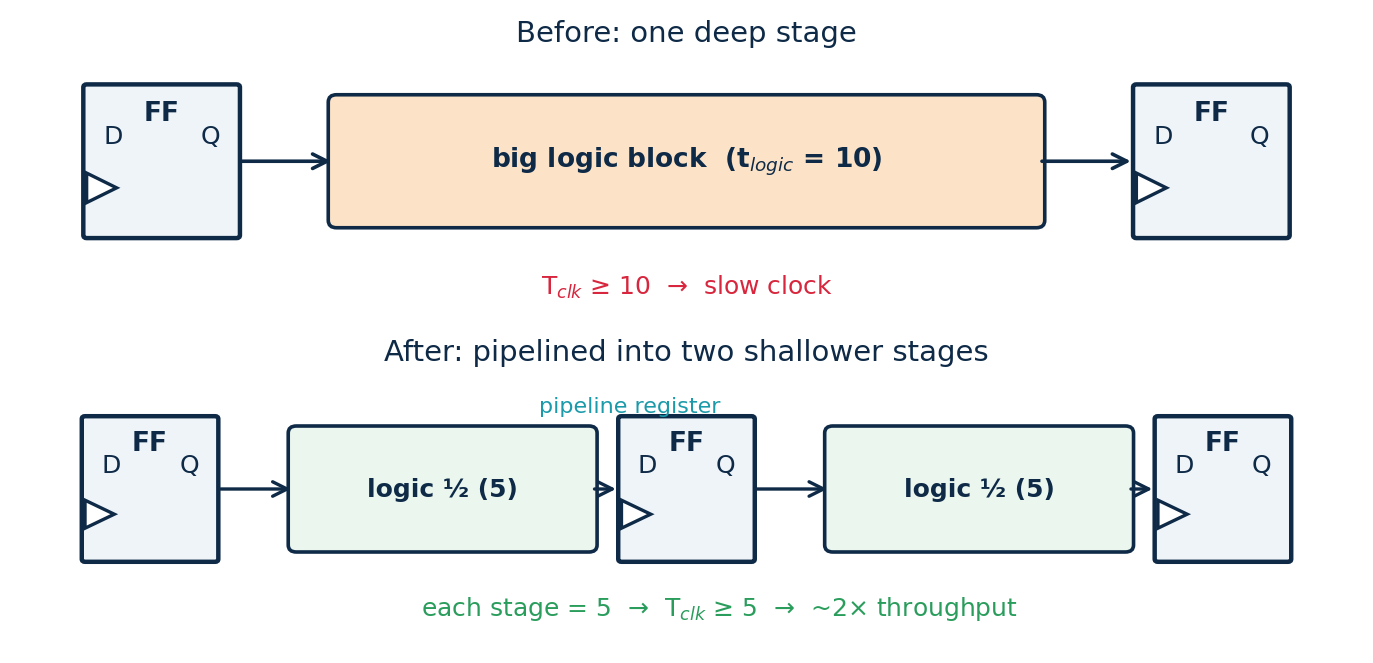 Before: one deep stage
FF FF
D Q big logic block (t_logic = 10) D Q
T_clk ≥ 10 → slow clock
After: pipelined into two shallower stages
pipeline register
FF FF FF
D Q D Q D Q
logic ½ (5) logic ½ (5)
each stage = 5 → T_clk ≥ 5 → ~2× throughput